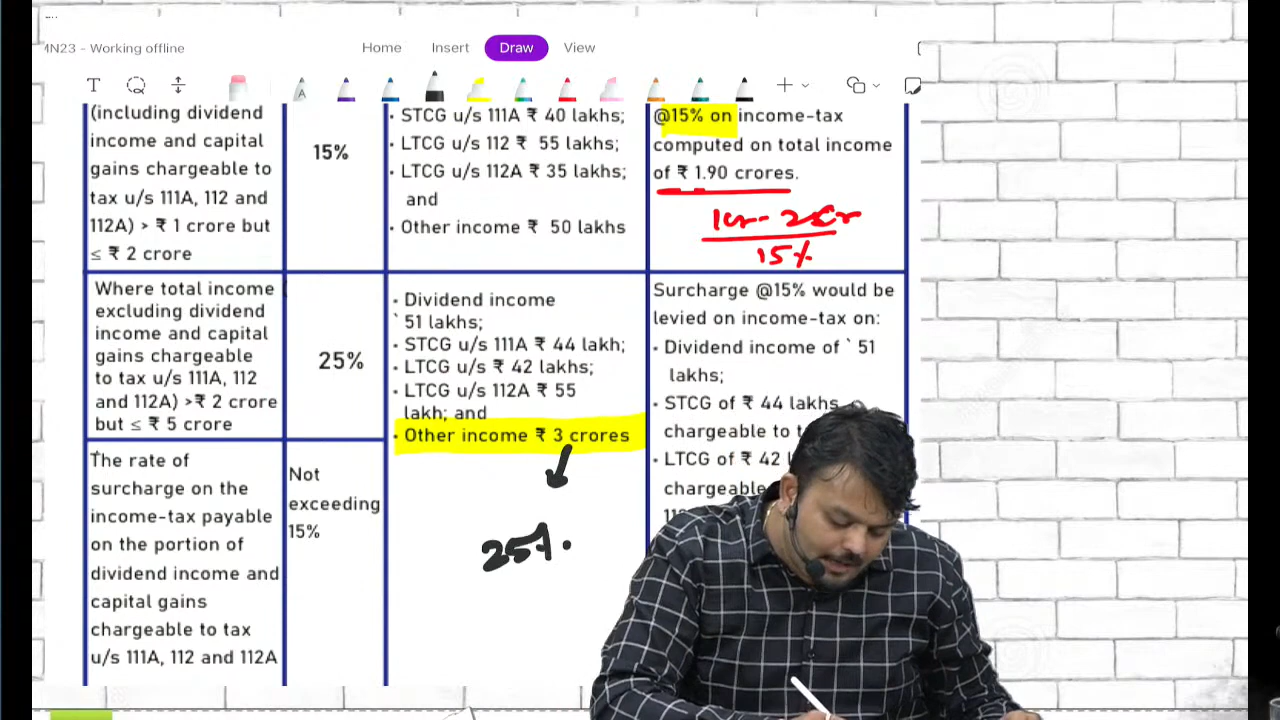 MN23 - Working offline
Home Insert Draw View
(including dividend
income and capital
gains chargeable to
tax u/s 111A, 112 and
112A) > ₹ 1 crore but
≤ ₹ 2 crore
15%
• STCG u/s 111A ₹ 40 lakhs;
• LTCG u/s 112 ₹ 55 lakhs;
• LTCG u/s 112A ₹ 35 lakhs;
and
• Other income ₹ 50 lakhs
@15% on income-tax
computed on total income
of ₹ 1.90 crores.
1cr - 2cr
15%
Where total income (
excluding dividend
income and capital
gains chargeable
to tax u/s 111A, 112
and 112A) >₹ 2 crore
but ≤ ₹ 5 crore
25%
• Dividend income
` 51 lakhs;
• STCG u/s 111A ₹ 44 lakh;
• LTCG u/s ₹ 42 lakhs;
• LTCG u/s 112A ₹ 55
lakh; and
• Other income ₹ 3 crores
25%.
Surcharge @15% would be
levied on income-tax on:
• Dividend income of ` 51
lakhs;
• STCG of ₹ 44 lakhs
chargeable to
• LTCG of ₹ 42
chargeable
The rate of
surcharge on the
income-tax payable
on the portion of
dividend income and
capital gains
chargeable to tax
u/s 111A, 112 and 112A
Not
exceeding
15%